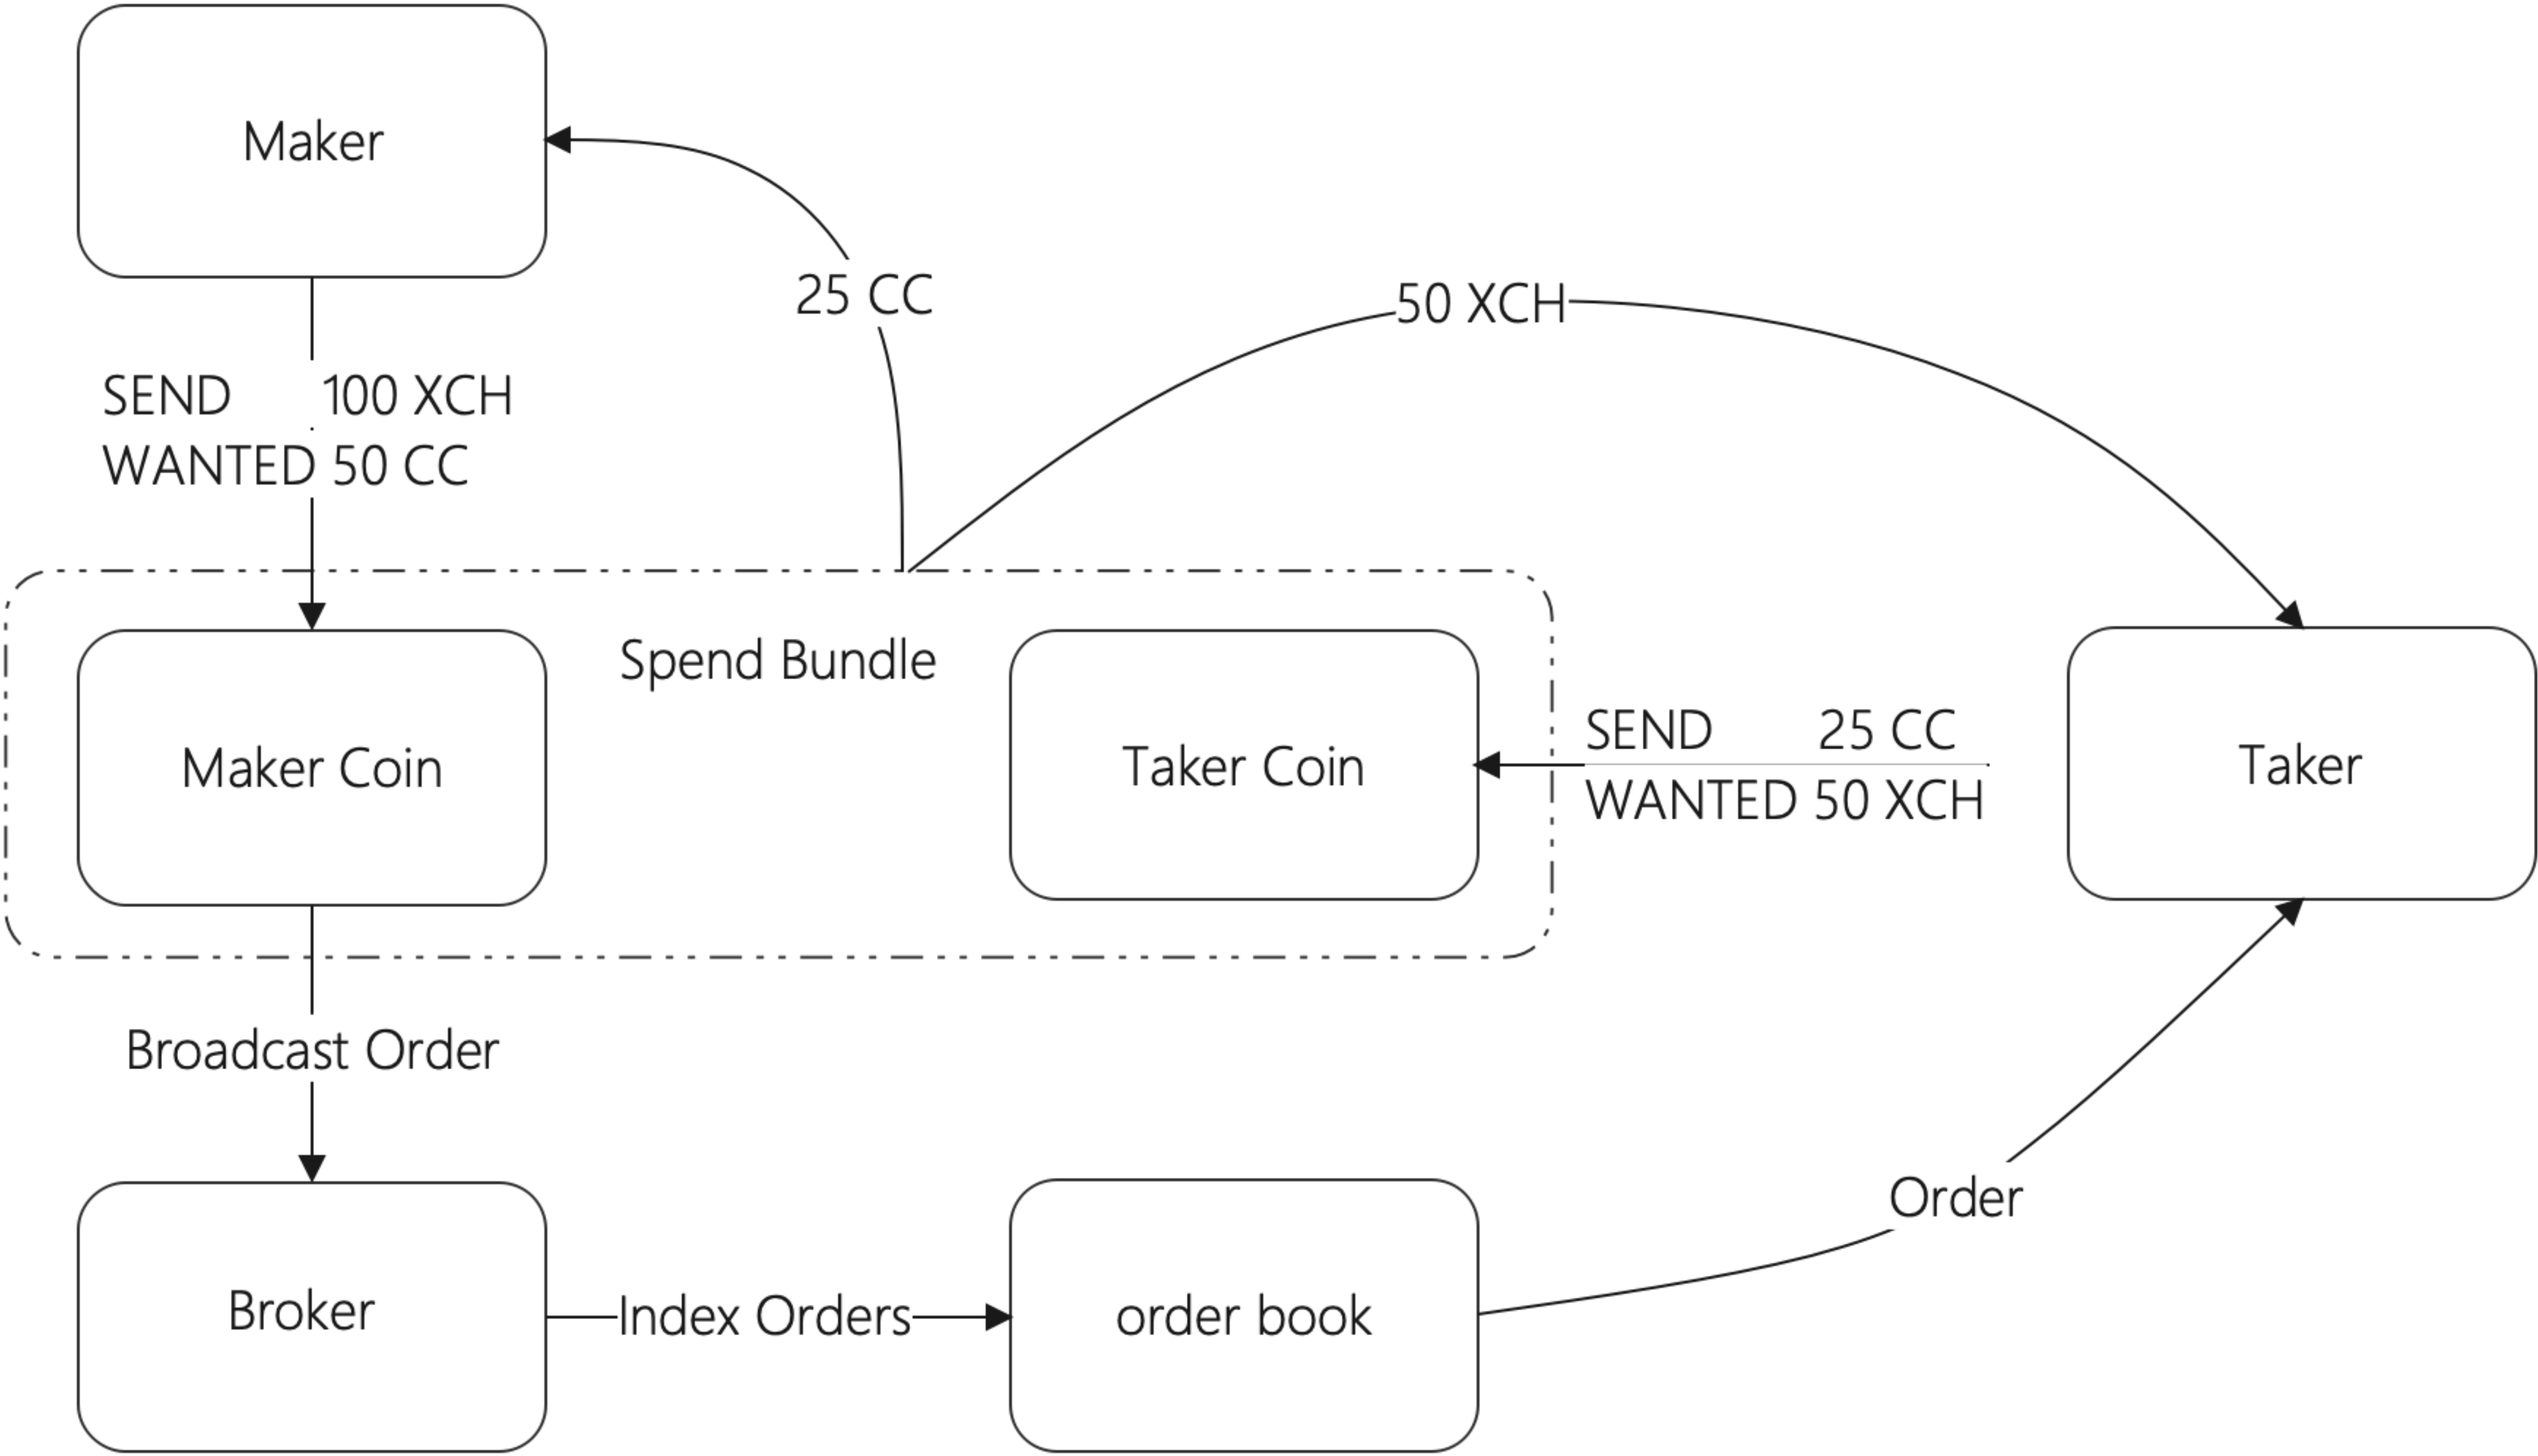 Maker
25 CC
50 XCH
SEND 100 XCH
WANTED 50 CC
Spend Bundle
Maker Coin
Taker Coin
SEND 25 CC
WANTED 50 XCH
Taker
Broadcast Order
Order
Broker
Index Orders
order book